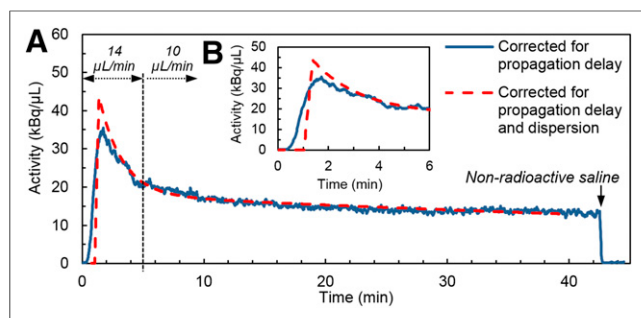 A
14
µL/min
10
µL/min
Activity (kBq/µL)
60
50
40
30
20
10
0
0
10
20
30
40
Time (min)
B
Activity (kBq/µL)
50
40
30
20
10
0
0
2
4
6
Time (min)
Corrected for
propagation delay
Corrected for
propagation delay
and dispersion
Non-radioactive saline